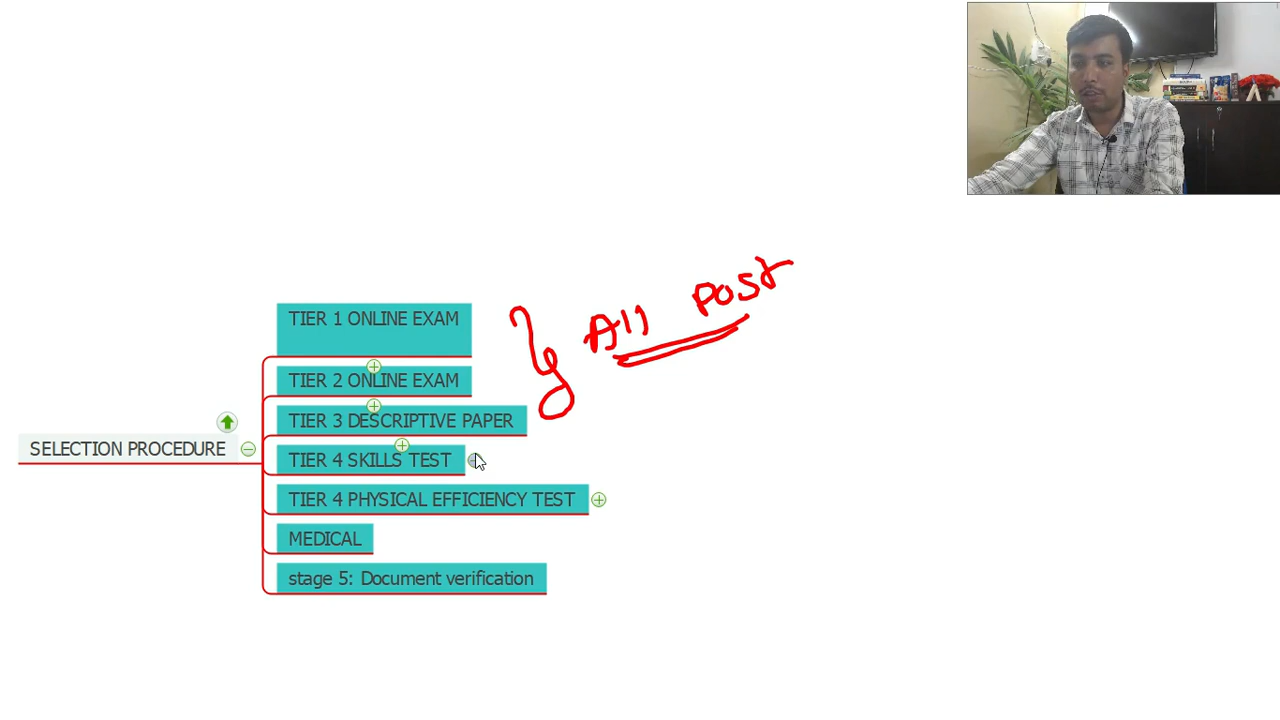 TIER 1 ONLINE EXAM
TIER 2 ONLINE EXAM
TIER 3 DESCRIPTIVE PAPER
All Post
SELECTION PROCEDURE
TIER 4 SKILLS TEST
TIER 4 PHYSICAL EFFICIENCY TEST
MEDICAL
stage 5: Document verification